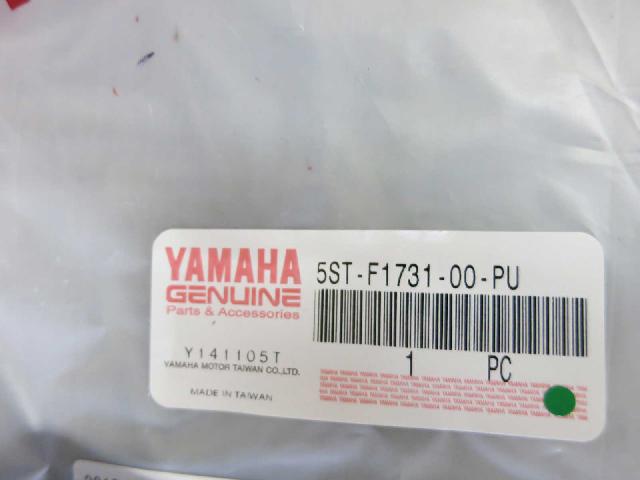 YAMAHA
GENUINE
Parts & Accessories
5ST-F1731-00-PU
Y141105T
1 PC
YAMAHA MOTOR TAIWAN CO.,LTD.
MADE IN TAIWAN